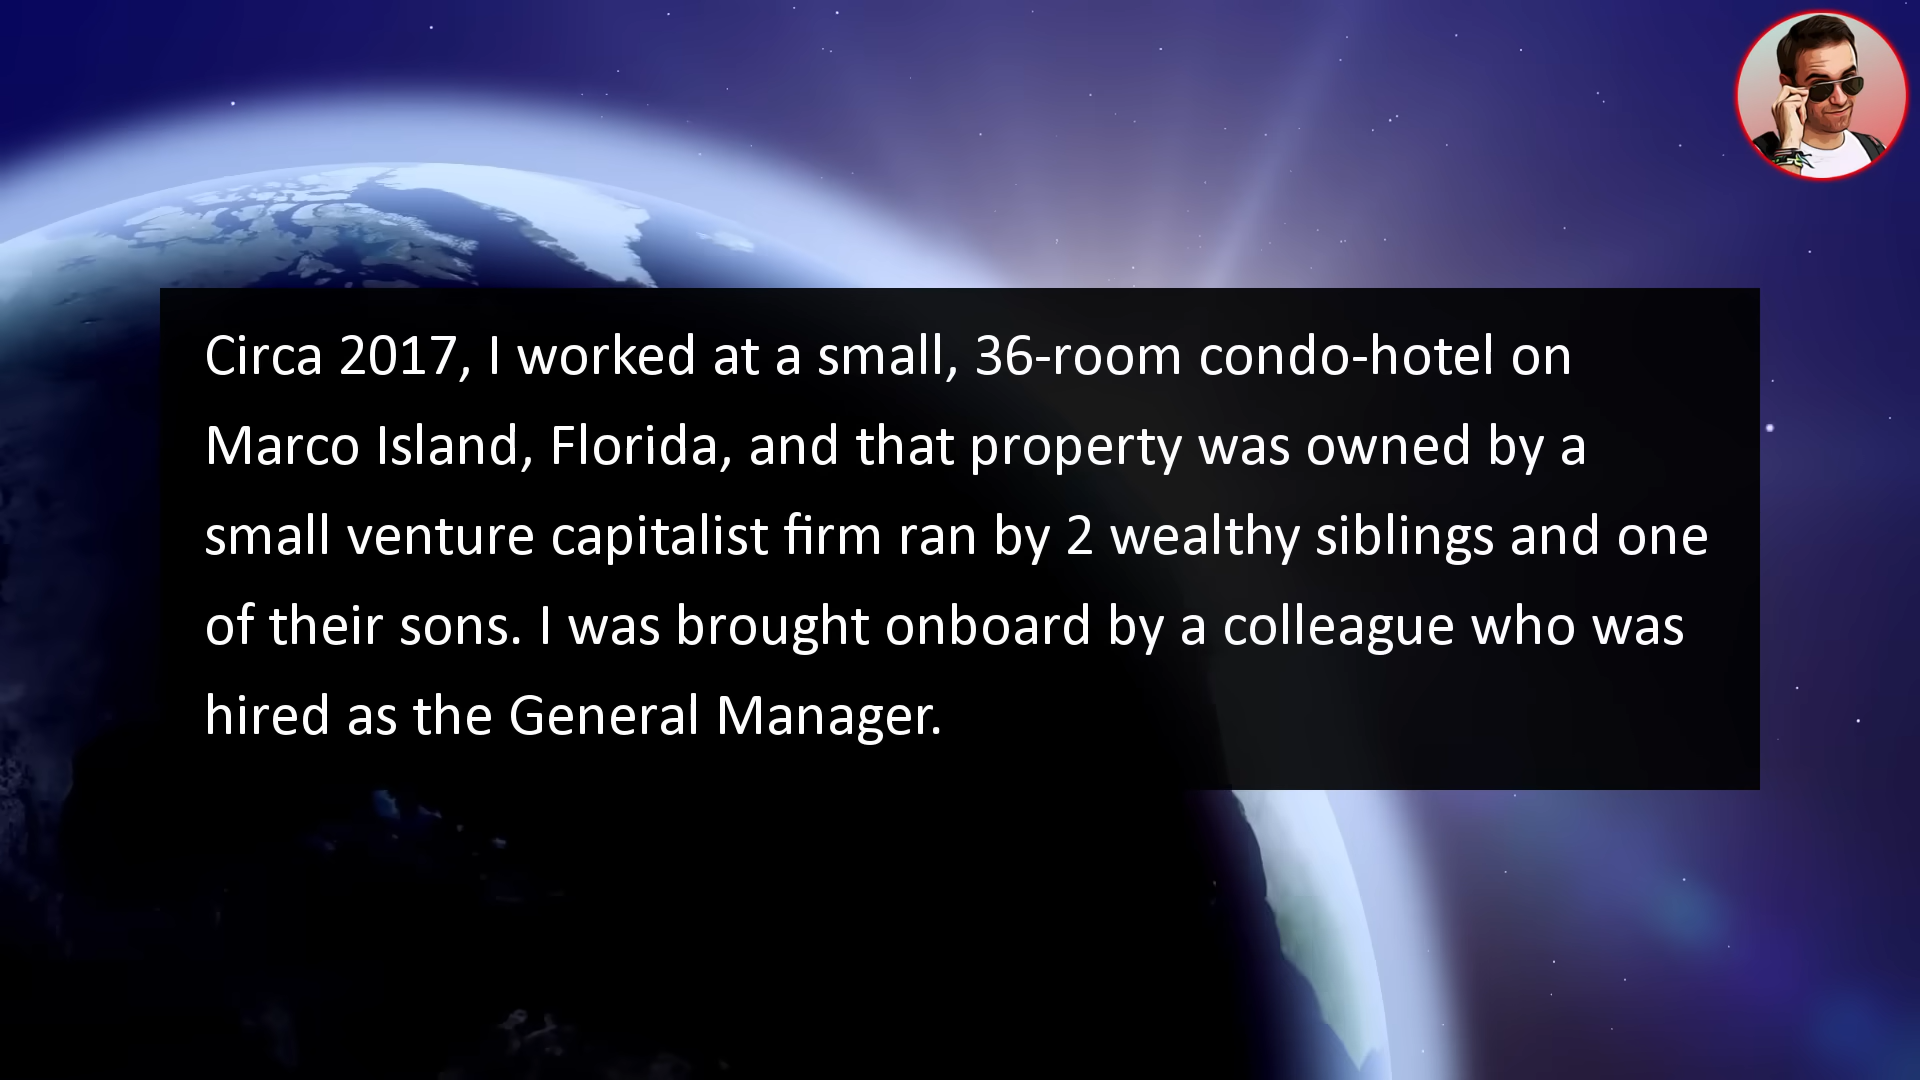 Circa 2017, I worked at a small, 36-room condo-hotel on
Marco Island, Florida, and that property was owned by a
small venture capitalist firm ran by 2 wealthy siblings and one
of their sons. I was brought onboard by a colleague who was
hired as the General Manager.